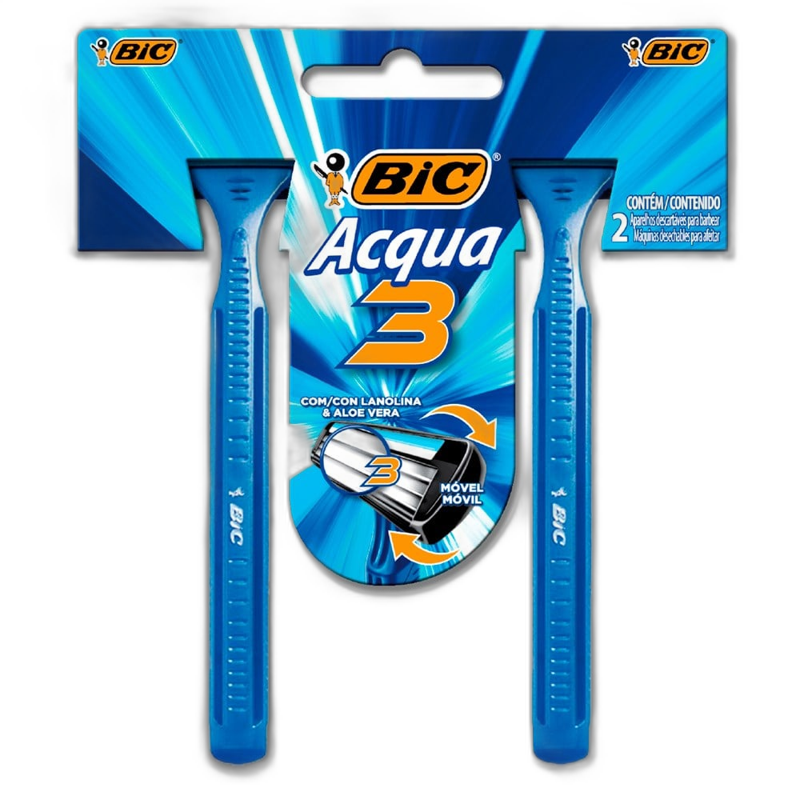 BiC
BiC
BiC®
Acqua
3
CONTÉM/CONTENIDO
2 Aparelhos descartáveis para barbear
Máquinas desechables para afeitar
COM/CON LANOLINA
& ALOE VERA
3
MÓVEL
MÓVIL
BiC
BiC